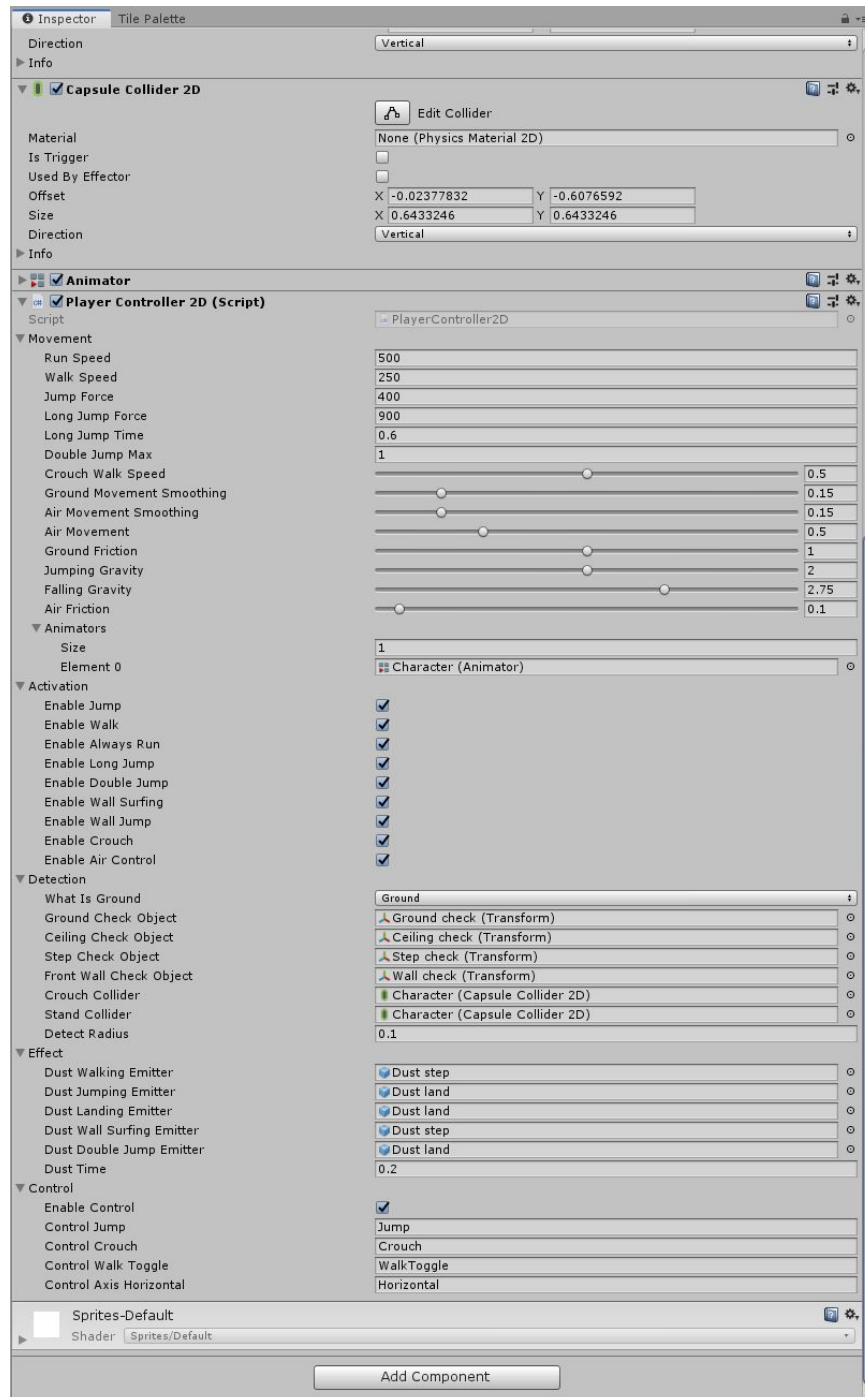 Inspector Tile Palette
Direction Vertical
Info
Capsule Collider 2D
Edit Collider
Material None (Physics Material 2D)
Is Trigger
Used By Effector
Offset X -0.02377832 Y -0.6076592
Size X 0.6433246 Y 0.6433246
Direction Vertical
Info
Animator
Player Controller 2D (Script)
Script PlayerController2D
Movement
Run Speed 500
Walk Speed 250
Jump Force 400
Long Jump Force 900
Long Jump Time 0.6
Double Jump Max 1
Crouch Walk Speed 0.5
Ground Movement Smoothing 0.15
Air Movement Smoothing 0.15
Air Movement 0.5
Ground Friction 1
Jumping Gravity 2
Falling Gravity 2.75
Air Friction 0.1
Animators
Size 1
Element 0 Character (Animator)
Activation
Enable Jump
Enable Walk
Enable Always Run
Enable Long Jump
Enable Double Jump
Enable Wall Surfing
Enable Wall Jump
Enable Crouch
Enable Air Control
Detection
What Is Ground Ground
Ground Check Object Ground check (Transform)
Ceiling Check Object Ceiling check (Transform)
Step Check Object Step check (Transform)
Front Wall Check Object Wall check (Transform)
Crouch Collider Character (Capsule Collider 2D)
Stand Collider Character (Capsule Collider 2D)
Detect Radius 0.1
Effect
Dust Walking Emitter Dust step
Dust Jumping Emitter Dust land
Dust Landing Emitter Dust land
Dust Wall Surfing Emitter Dust step
Dust Double Jump Emitter Dust land
Dust Time 0.2
Control
Enable Control
Control Jump Jump
Control Crouch Crouch
Control Walk Toggle WalkToggle
Control Axis Horizontal Horizontal
Sprites-Default
Shader Sprites/Default
Add Component